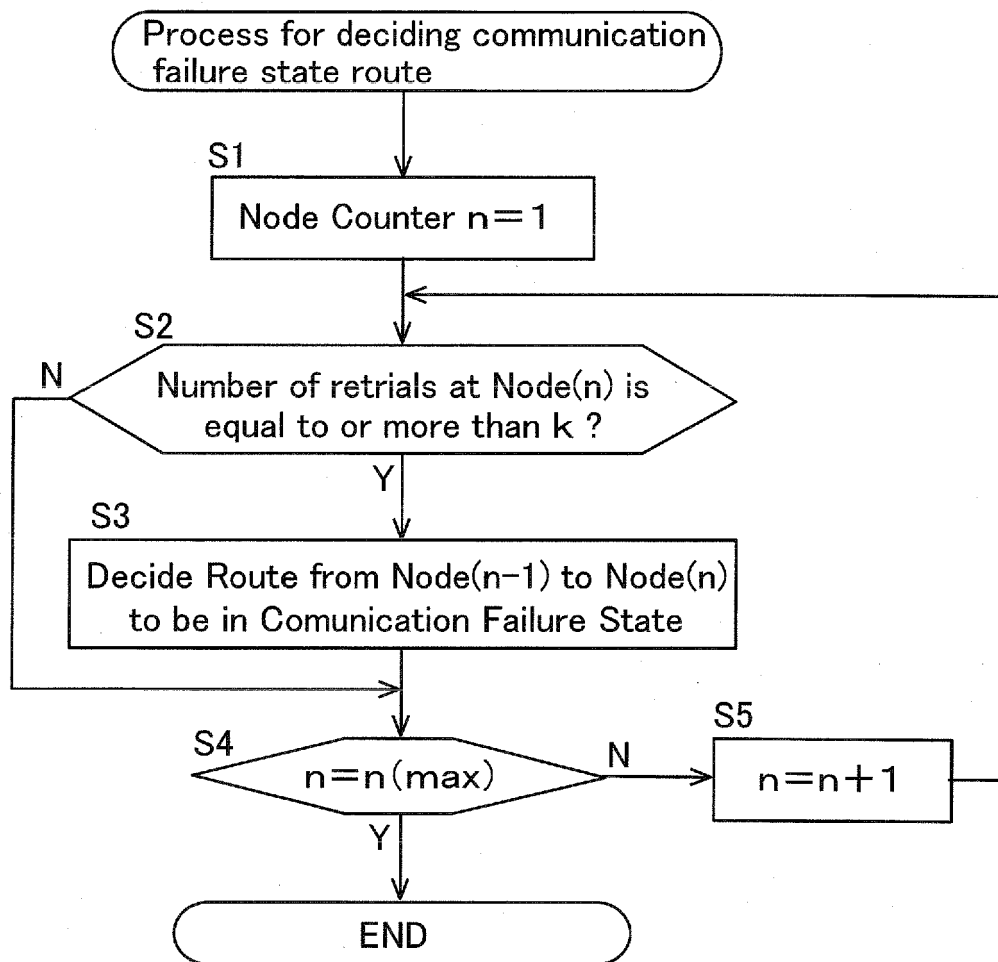 Process for deciding communication
failure state route
S1
Node Counter n=1
S2
N
Number of retrials at Node(n) is
equal to or more than k ?
Y
S3
Decide Route from Node(n-1) to Node(n)
to be in Comunication Failure State
S4
n=n(max)
N
S5
n=n+1
Y
END